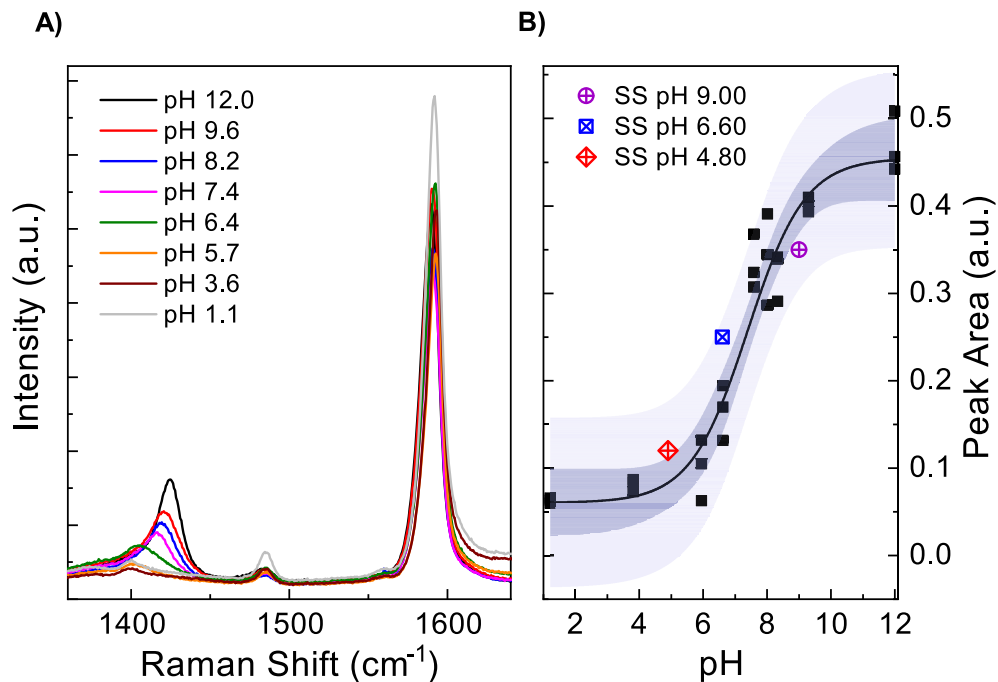 A)
Intensity (a.u.)
pH 12.0
pH 9.6
pH 8.2
pH 7.4
pH 6.4
pH 5.7
pH 3.6
pH 1.1
1400
1500
1600
Raman Shift (cm⁻¹)
B)
SS pH 9.00
SS pH 6.60
SS pH 4.80
0.5
0.4
0.3
0.2
0.1
0.0
Peak Area (a.u.)
2
4
6
8
10
12
pH